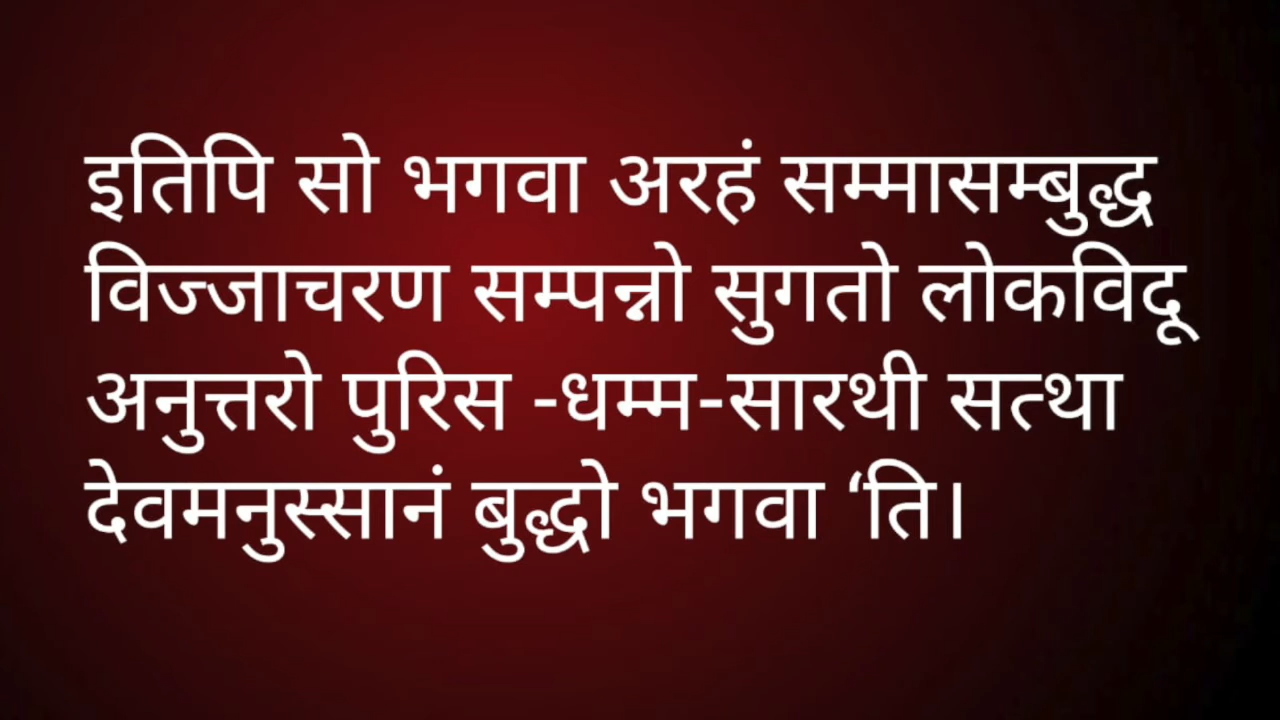 इतिपि सो भगवा अरहं सम्मासम्बुद्ध
विज्जाचरण सम्पन्नो सुगतो लोकविदू
अनुत्तरो पुरिस -धम्म-सारथी सत्था
देवमनुस्सानं बुद्धो भगवा ‘ति।